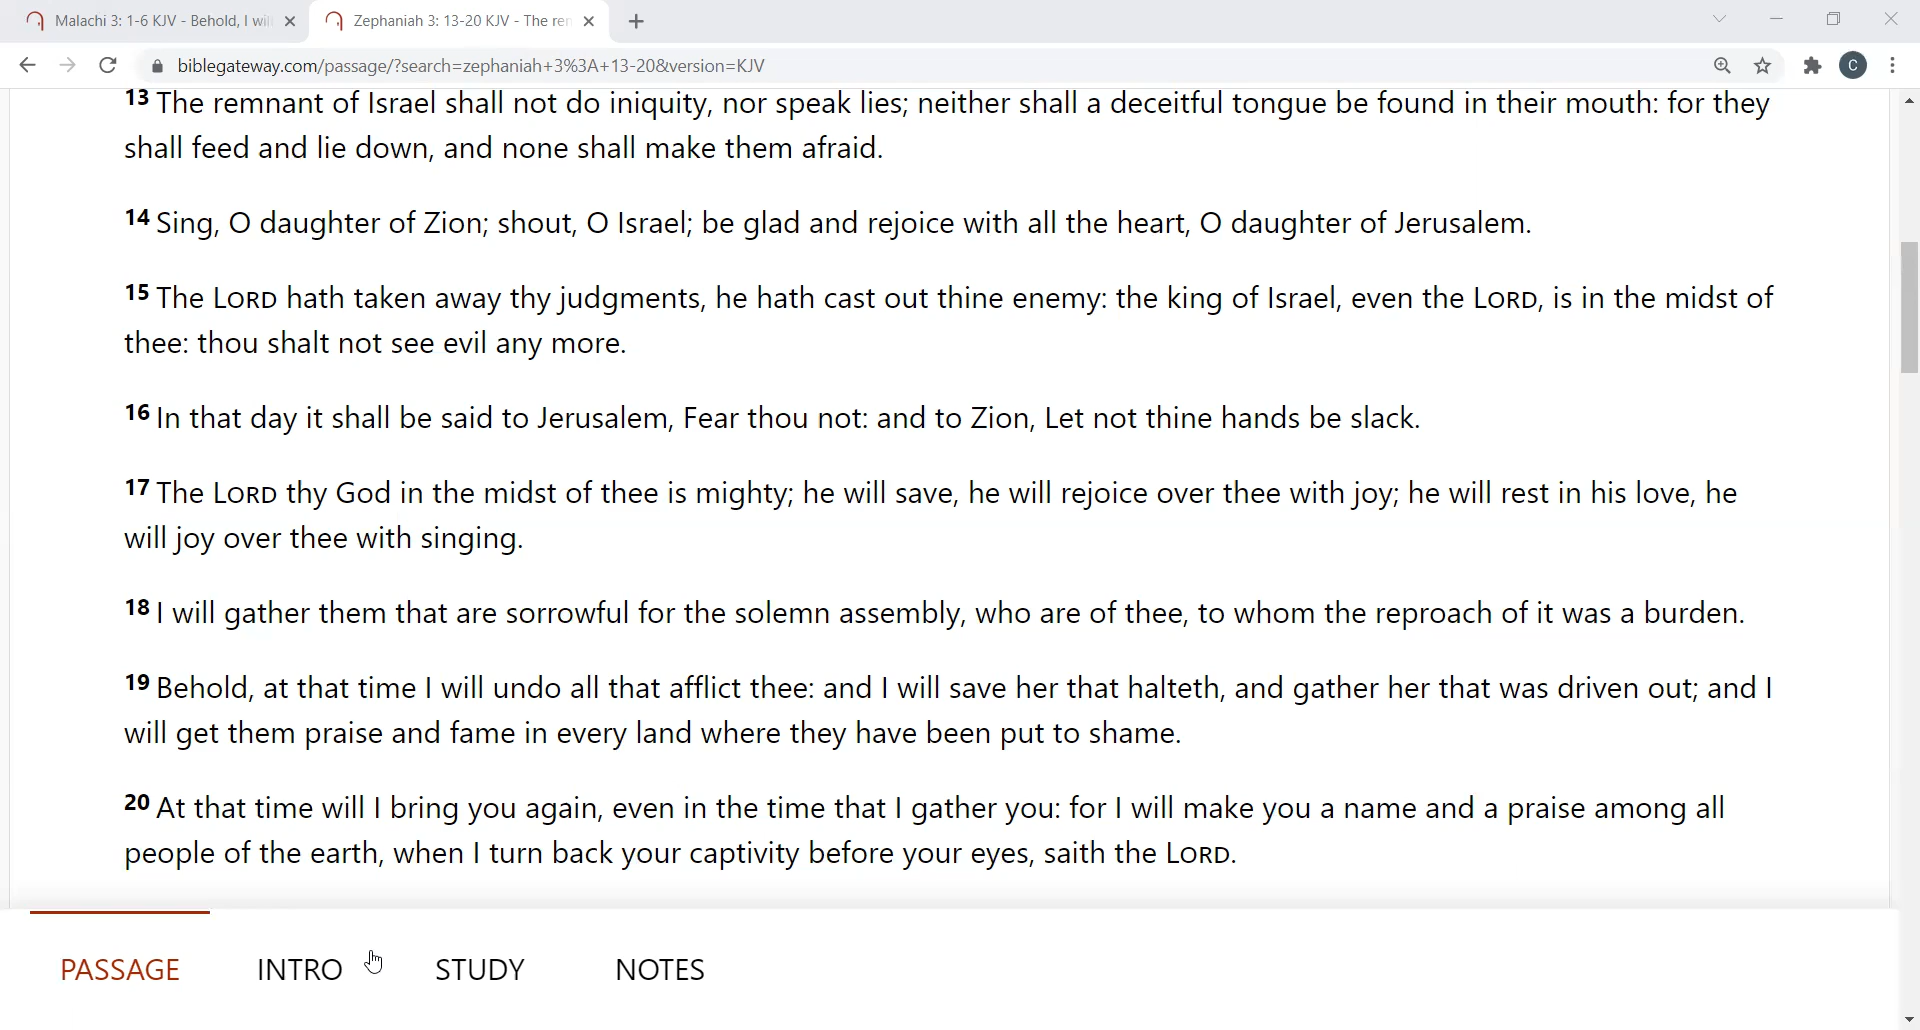 Malachi 3: 1-6 KJV - Behold, I wil
Zephaniah 3: 13-20 KJV - The ren
biblegateway.com/passage/?search=zephaniah+3%3A+13-20&version=KJV
C
13 The remnant of Israel shall not do iniquity, nor speak lies; neither shall a deceitful tongue be found in their mouth: for they
shall feed and lie down, and none shall make them afraid.
14 Sing, O daughter of Zion; shout, O Israel; be glad and rejoice with all the heart, O daughter of Jerusalem.
15 The LORD hath taken away thy judgments, he hath cast out thine enemy: the king of Israel, even the LORD, is in the midst of
thee: thou shalt not see evil any more.
16 In that day it shall be said to Jerusalem, Fear thou not: and to Zion, Let not thine hands be slack.
17 The LORD thy God in the midst of thee is mighty; he will save, he will rejoice over thee with joy; he will rest in his love, he
will joy over thee with singing.
18 I will gather them that are sorrowful for the solemn assembly, who are of thee, to whom the reproach of it was a burden.
19 Behold, at that time I will undo all that afflict thee: and I will save her that halteth, and gather her that was driven out; and I
will get them praise and fame in every land where they have been put to shame.
20 At that time will I bring you again, even in the time that I gather you: for I will make you a name and a praise among all
people of the earth, when I turn back your captivity before your eyes, saith the LORD.
PASSAGE INTRO STUDY NOTES